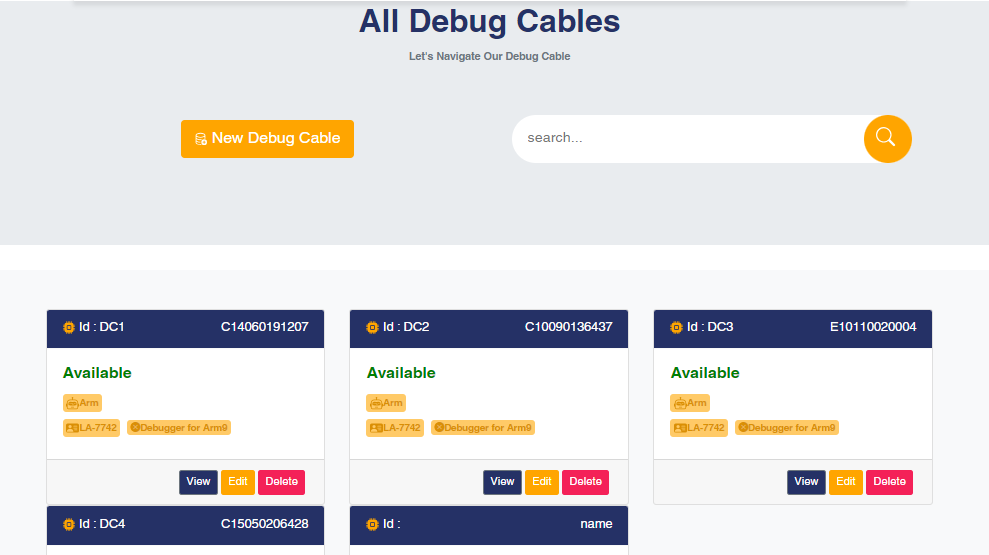 All Debug Cables
Let's Navigate Our Debug Cable
New Debug Cable
search...
Id : DC1 C14060191207
Available
Arm
LA-7742 Debugger for Arm9
View Edit Delete
Id : DC2 C10090136437
Available
Arm
LA-7742 Debugger for Arm9
View Edit Delete
Id : DC3 E10110020004
Available
Arm
LA-7742 Debugger for Arm9
View Edit Delete
Id : DC4 C15050206428
Id : name